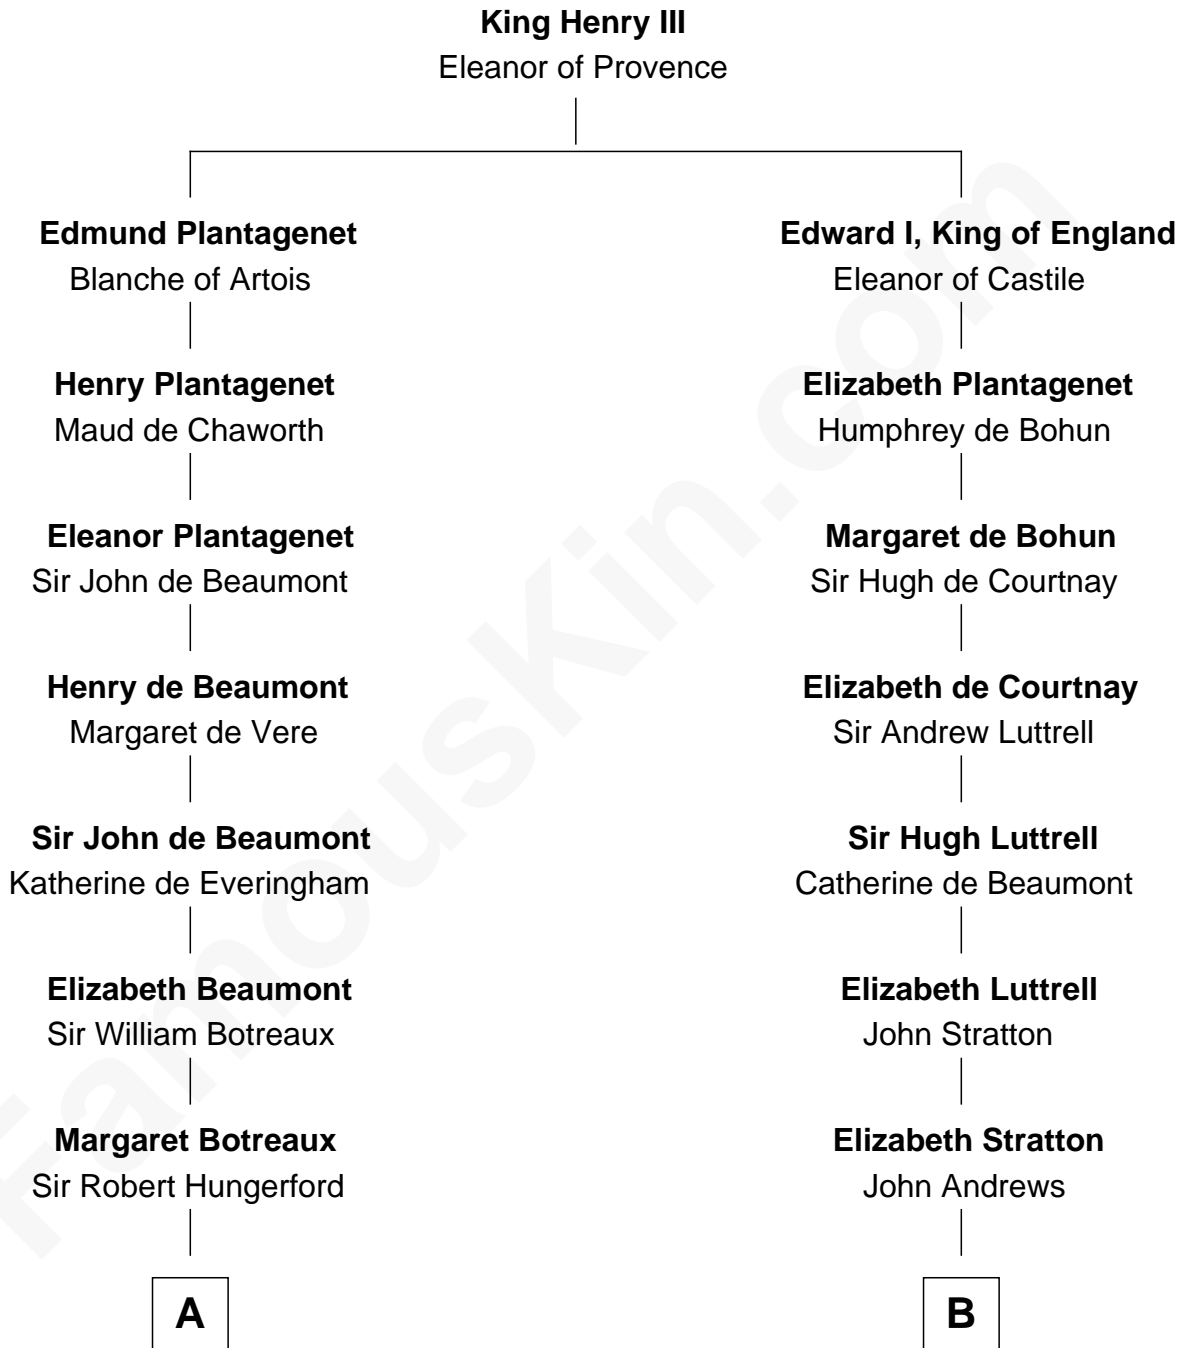 King Henry III
Eleanor of Provence
Edmund Plantagenet
Blanche of Artois
Henry Plantagenet
Maud de Chaworth
Eleanor Plantagenet
Sir John de Beaumont
Henry de Beaumont
Margaret de Vere
Sir John de Beaumont
Katherine de Everingham
Elizabeth Beaumont
Sir William Botreaux
Margaret Botreaux
Sir Robert Hungerford
A
Edward I, King of England
Eleanor of Castile
Elizabeth Plantagenet
Humphrey de Bohun
Margaret de Bohun
Sir Hugh de Courtnay
Elizabeth de Courtnay
Sir Andrew Luttrell
Sir Hugh Luttrell
Catherine de Beaumont
Elizabeth Luttrell
John Stratton
Elizabeth Stratton
John Andrews
B
FamousKin.com